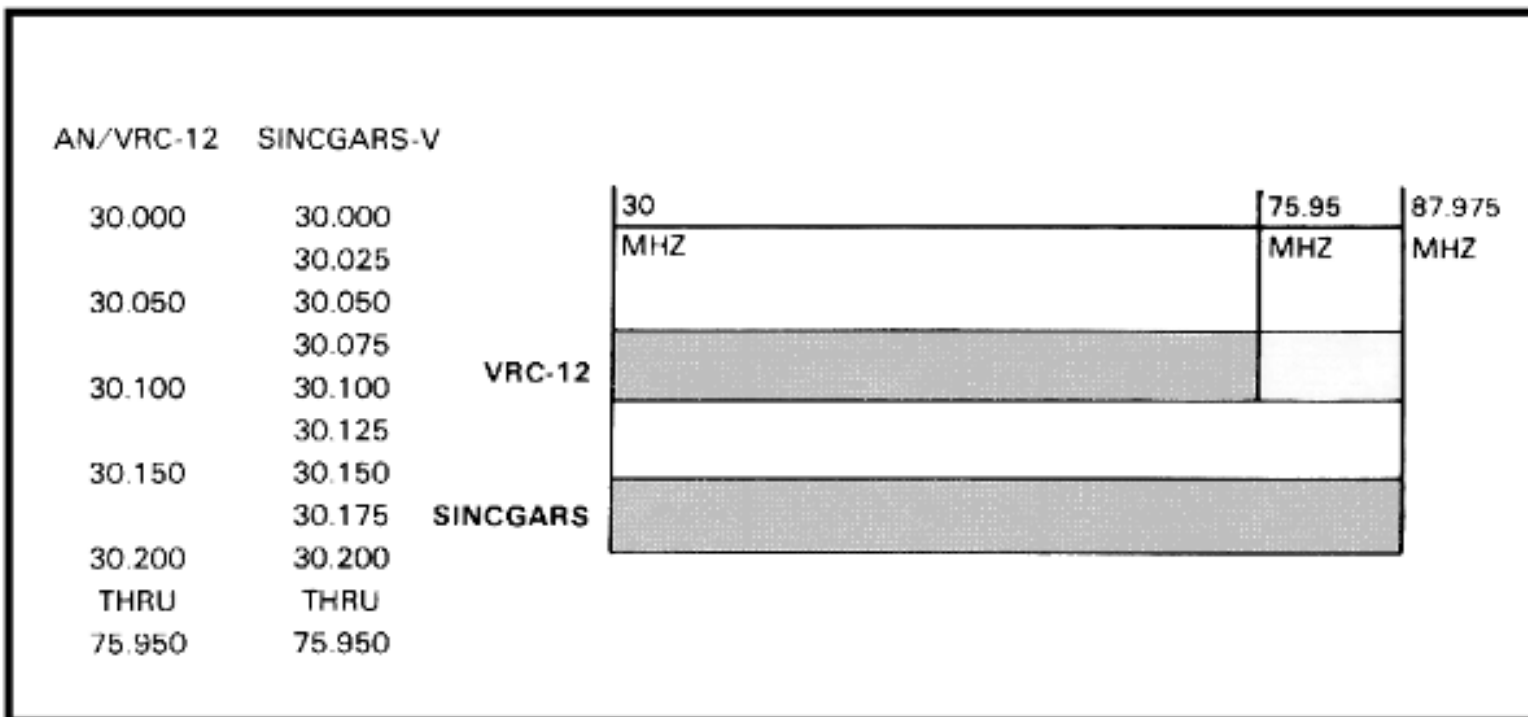 AN/VRC-12 SINCGARS-V
30.000 30.000
30.025
30.050 30.050
30.075
30.100 30.100
30.125
30.150 30.150
30.175
30.200 30.200
THRU THRU
75.950 75.950
30 75.95 87.975
MHZ MHZ MHZ
VRC-12
SINCGARS